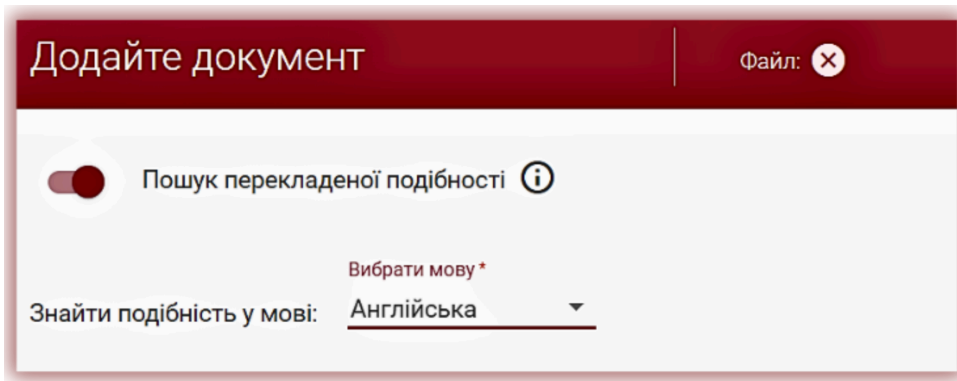 Додайте документ
Файл:
Пошук перекладеної подібності
Вибрати мову *
Знайти подібність у мові: Англійська